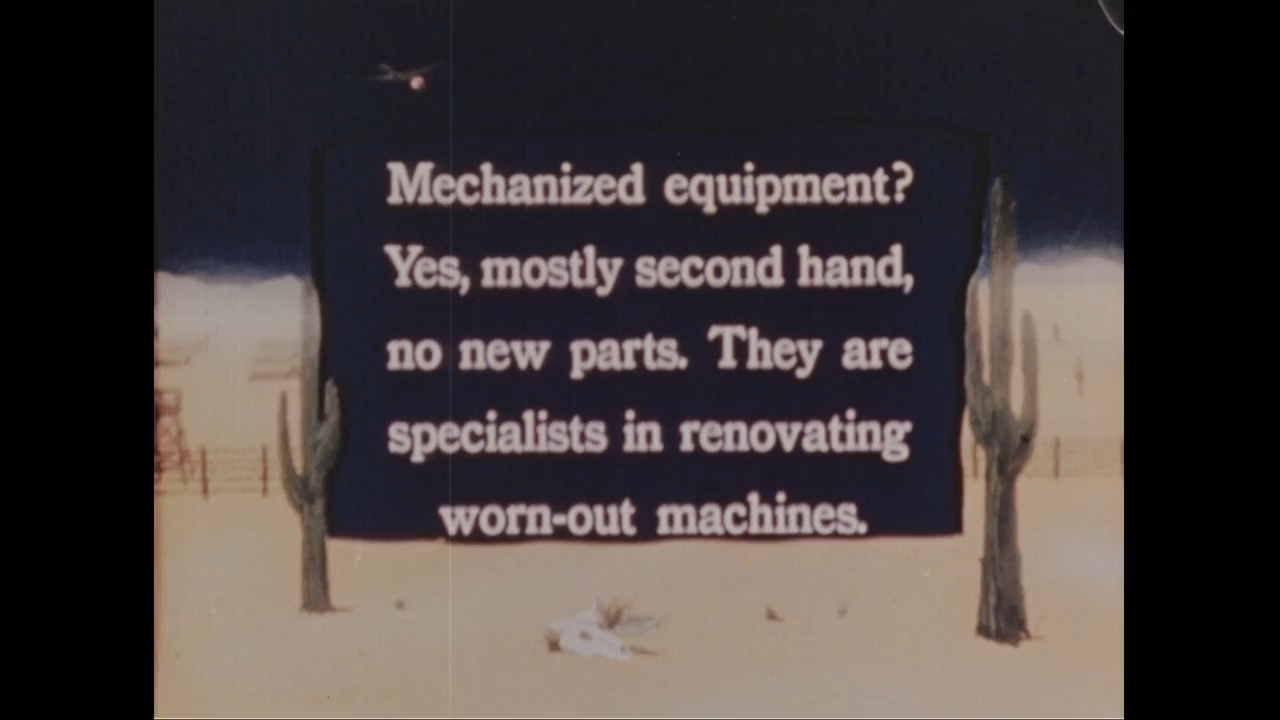 Mechanized equipment?
Yes, mostly second hand,
no new parts. They are
specialists in renovating
worn-out machines.